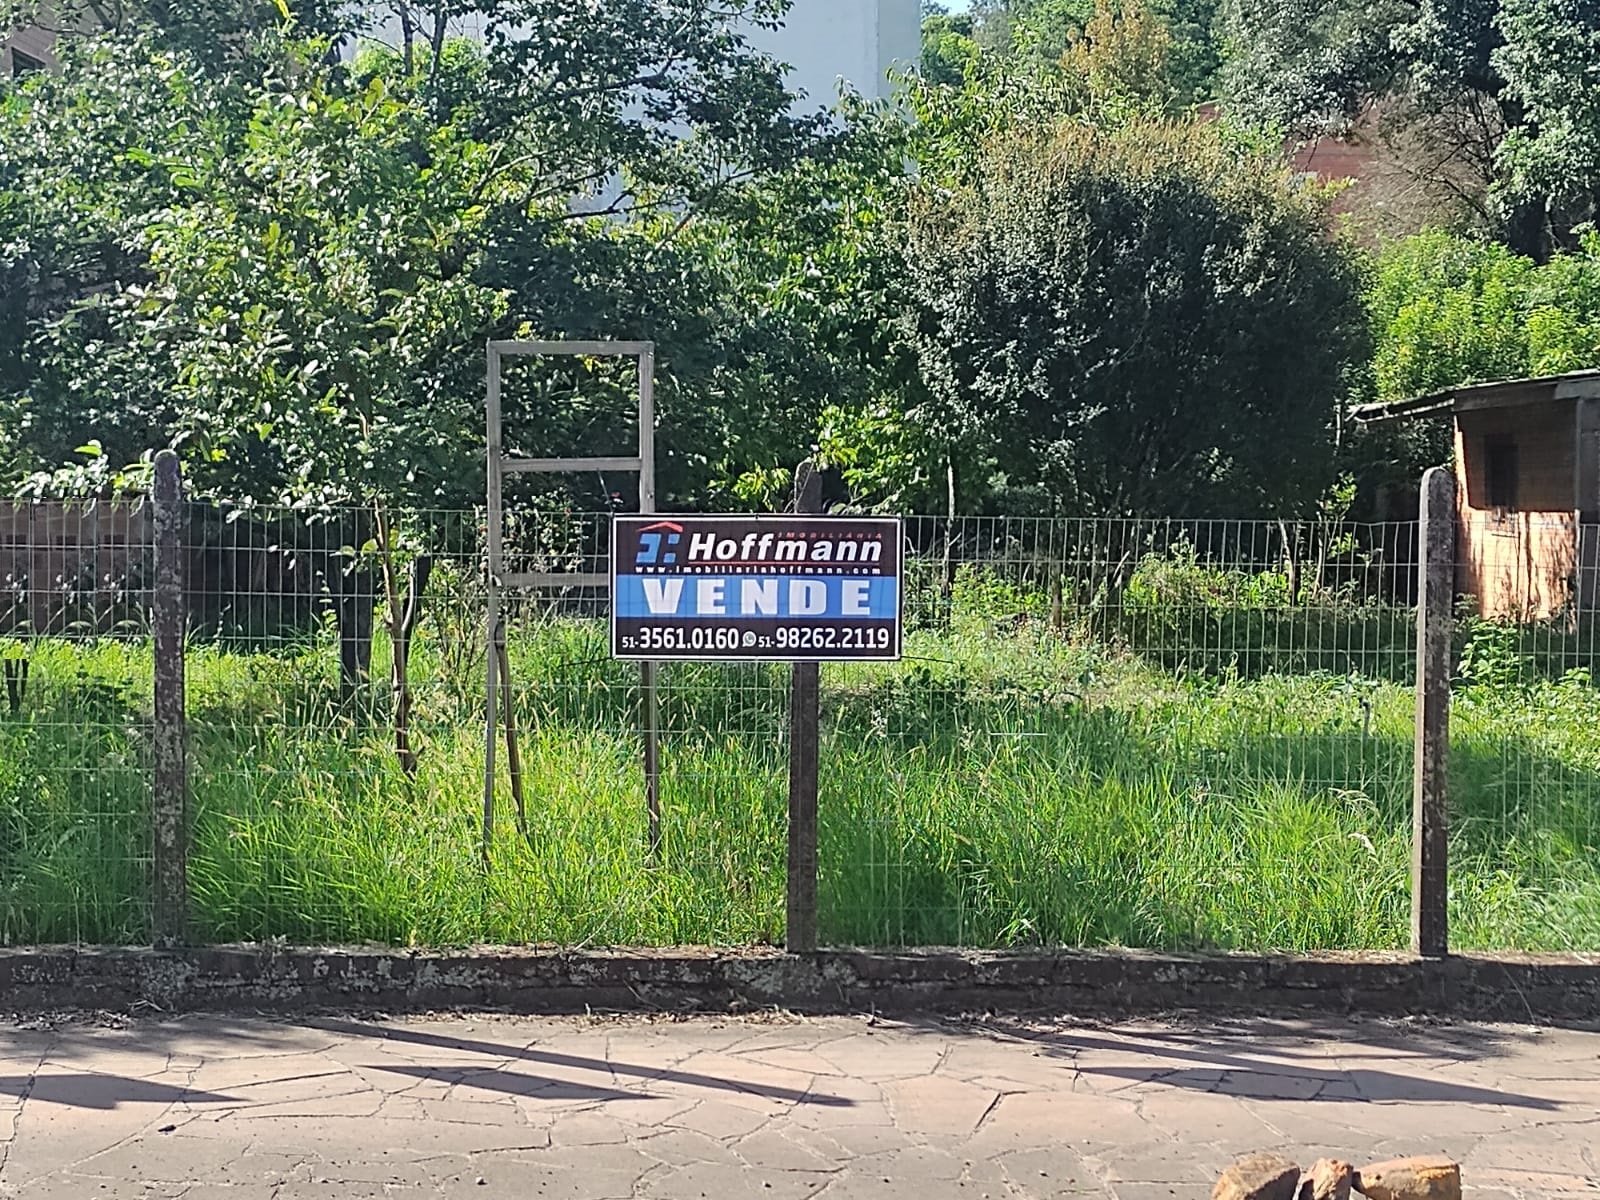 IMOBILIÁRIA
Hoffmann
www.imobiliariahoffmann.com
VENDE
51-3561.0160 51-98262.2119